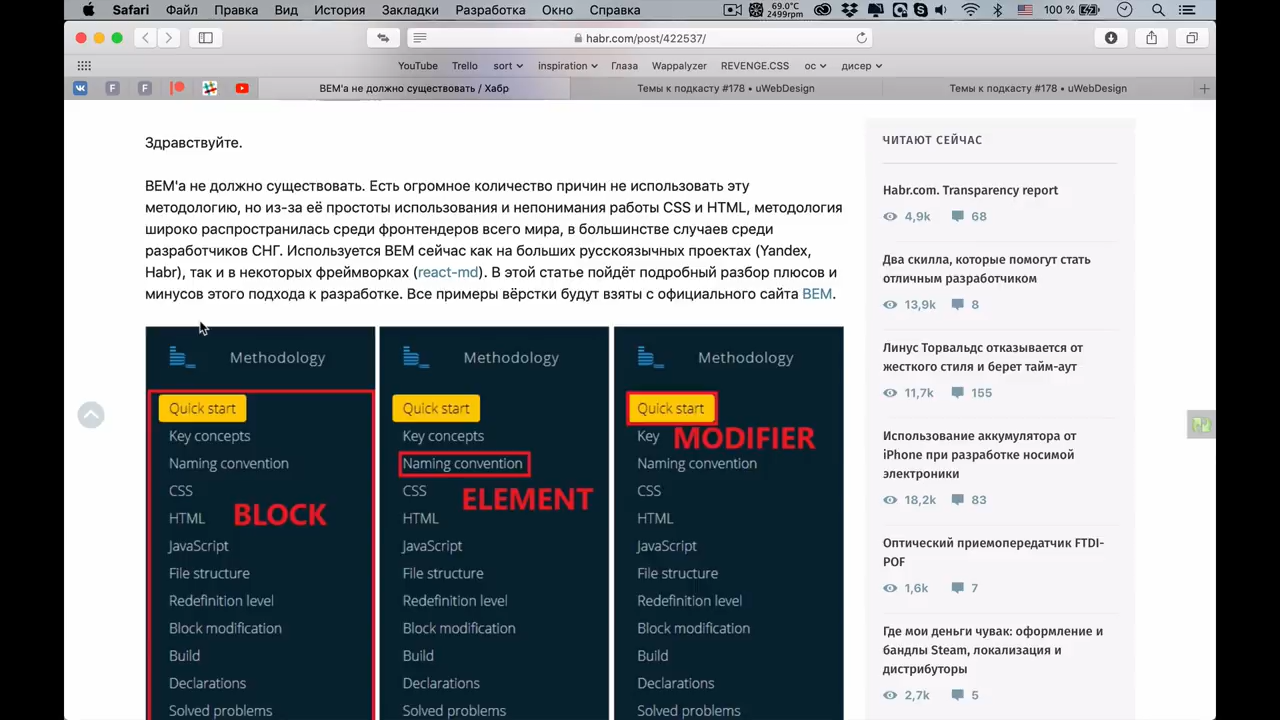 Safari Файл Правка Вид История Закладки Разработка Окно Справка 69.0°C 2499rpm 100 %
habr.com/post/422537/
YouTube Trello sort inspiration Глаза Wappalyzer REVENGE.CSS ос дисер
F F ВЕМ'а не должно существовать / Хабр Темы к подкасту #178 • uWebDesign Темы к подкасту #178 • uWebDesign
Здравствуйте.
BEM'а не должно существовать. Есть огромное количество причин не использовать эту
методологию, но из-за её простоты использования и непонимания работы CSS и HTML, методология
широко распространилась среди фронтендеров всего мира, в большинстве случаев среди
разработчиков СНГ. Используется BEM сейчас как на больших русскоязычных проектах (Yandex,
Habr), так и в некоторых фреймворках (react-md). В этой статье пойдёт подробный разбор плюсов и
минусов этого подхода к разработке. Все примеры вёрстки будут взяты с официального сайта BEM.
Methodology
Quick start
Key concepts
Naming convention
CSS
HTML
BLOCK
JavaScript
File structure
Redefinition level
Block modification
Build
Declarations
Solved problems
Methodology
Quick start
Key concepts
Naming convention
CSS
ELEMENT
HTML
JavaScript
File structure
Redefinition level
Block modification
Build
Declarations
Solved problems
Methodology
Quick start
Key
MODIFIER
Naming convention
CSS
HTML
JavaScript
File structure
Redefinition level
Block modification
Build
Declarations
Solved problems
ЧИТАЮТ СЕЙЧАС
Habr.com. Transparency report
4,9k 68
Два скилла, которые помогут стать
отличным разработчиком
13,9k 8
Линус Торвальдс отказывается от
жесткого стиля и берет тайм-аут
11,7k 155
Использование аккумулятора от
iPhone при разработке носимой
электроники
18,2k 83
Оптический приемопередатчик FTDI-
POF
1,6k 7
Где мои деньги чувак: оформление и
бандлы Steam, локализация и
дистрибуторы
2,7k 5